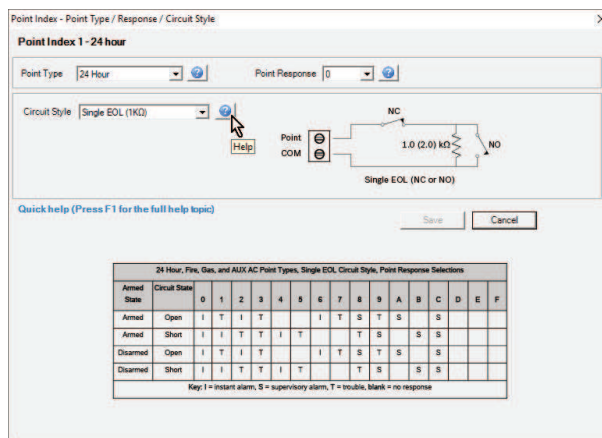 Point Index - Point Type / Response / Circuit Style
Point Index 1 - 24 hour
Point Type 24 Hour Point Response 0
Circuit Style Single EOL (1KΩ)
Help
NC
Point
COM
1.0 (2.0) kΩ
NO
Single EOL (NC or NO)
Quick help (Press F1 for the full help topic)
Save Cancel
24 Hour, Fire, Gas, and AUX AC Point Types, Single EOL Circuit Style, Point Response Selections
Armed State Circuit State 0 1 2 3 4 5 6 7 8 9 A B C D E F
Armed Open I T I T I T S T S S
Armed Short I I T T I T T S S S
Disarmed Open I T I T I T S T S S
Disarmed Short I I T T I T T S S S
Key: I = instant alarm, S = supervisory alarm, T = trouble, blank = no response